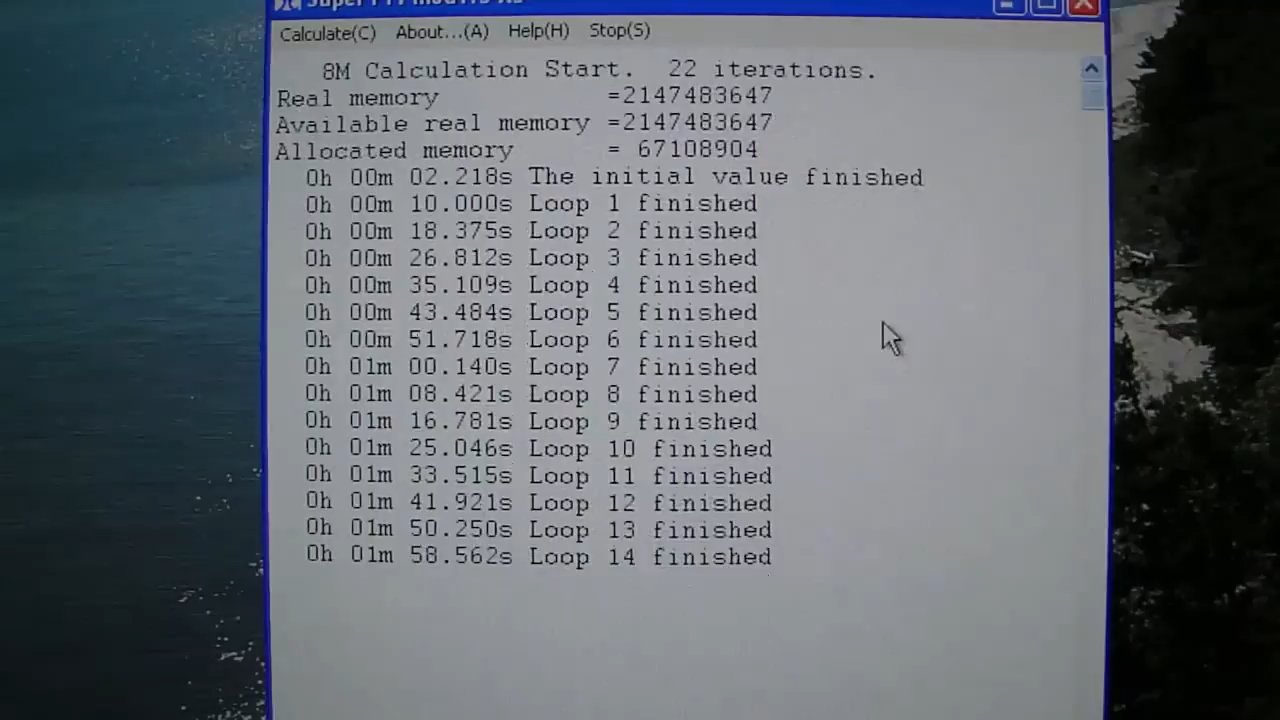 Calculate(C) About...(A) Help(H) Stop(S)
8M Calculation Start. 22 iterations.
Real memory =2147483647
Available real memory =2147483647
Allocated memory = 67108904
0h 00m 02.218s The initial value finished
0h 00m 10.000s Loop 1 finished
0h 00m 18.375s Loop 2 finished
0h 00m 26.812s Loop 3 finished
0h 00m 35.109s Loop 4 finished
0h 00m 43.484s Loop 5 finished
0h 00m 51.718s Loop 6 finished
0h 01m 00.140s Loop 7 finished
0h 01m 08.421s Loop 8 finished
0h 01m 16.781s Loop 9 finished
0h 01m 25.046s Loop 10 finished
0h 01m 33.515s Loop 11 finished
0h 01m 41.921s Loop 12 finished
0h 01m 50.250s Loop 13 finished
0h 01m 58.562s Loop 14 finished